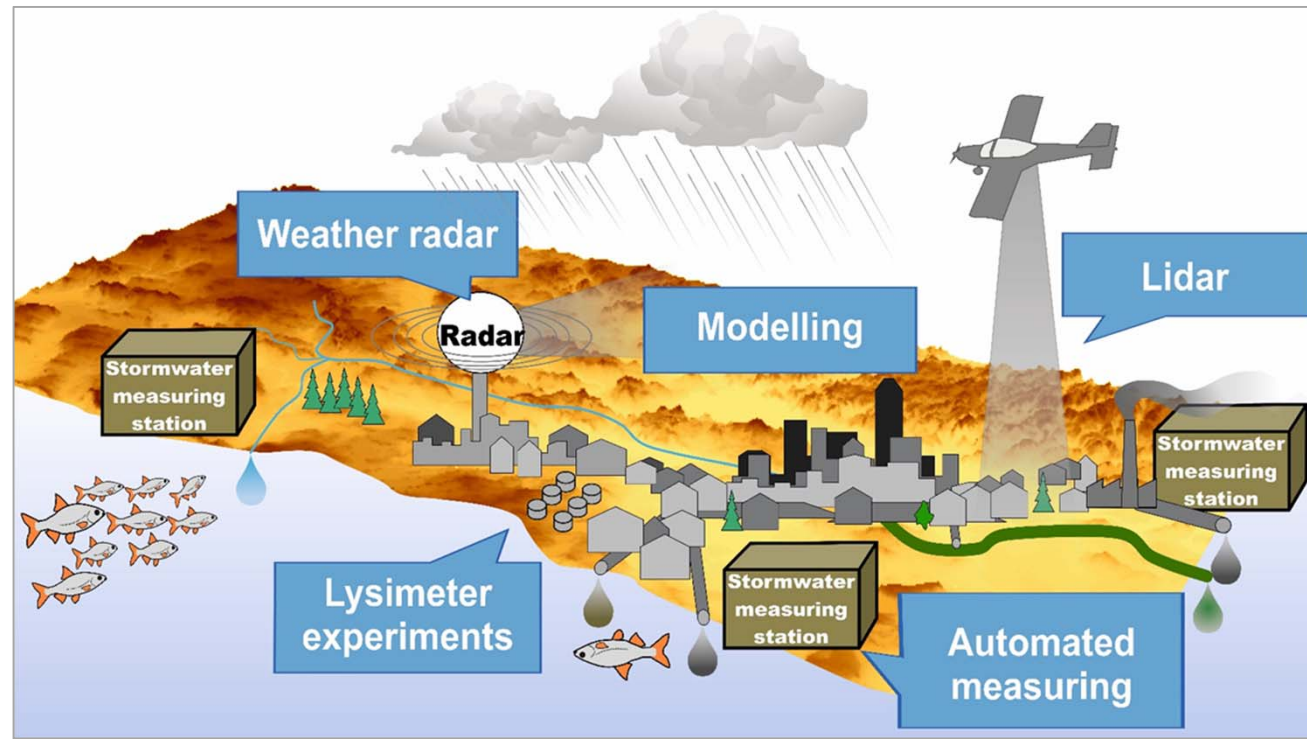 Weather radar
Lidar
Radar
Modelling
Stormwater
measuring
station
Stormwater
measuring
station
Lysimeter
experiments
Stormwater
measuring
station
Automated
measuring